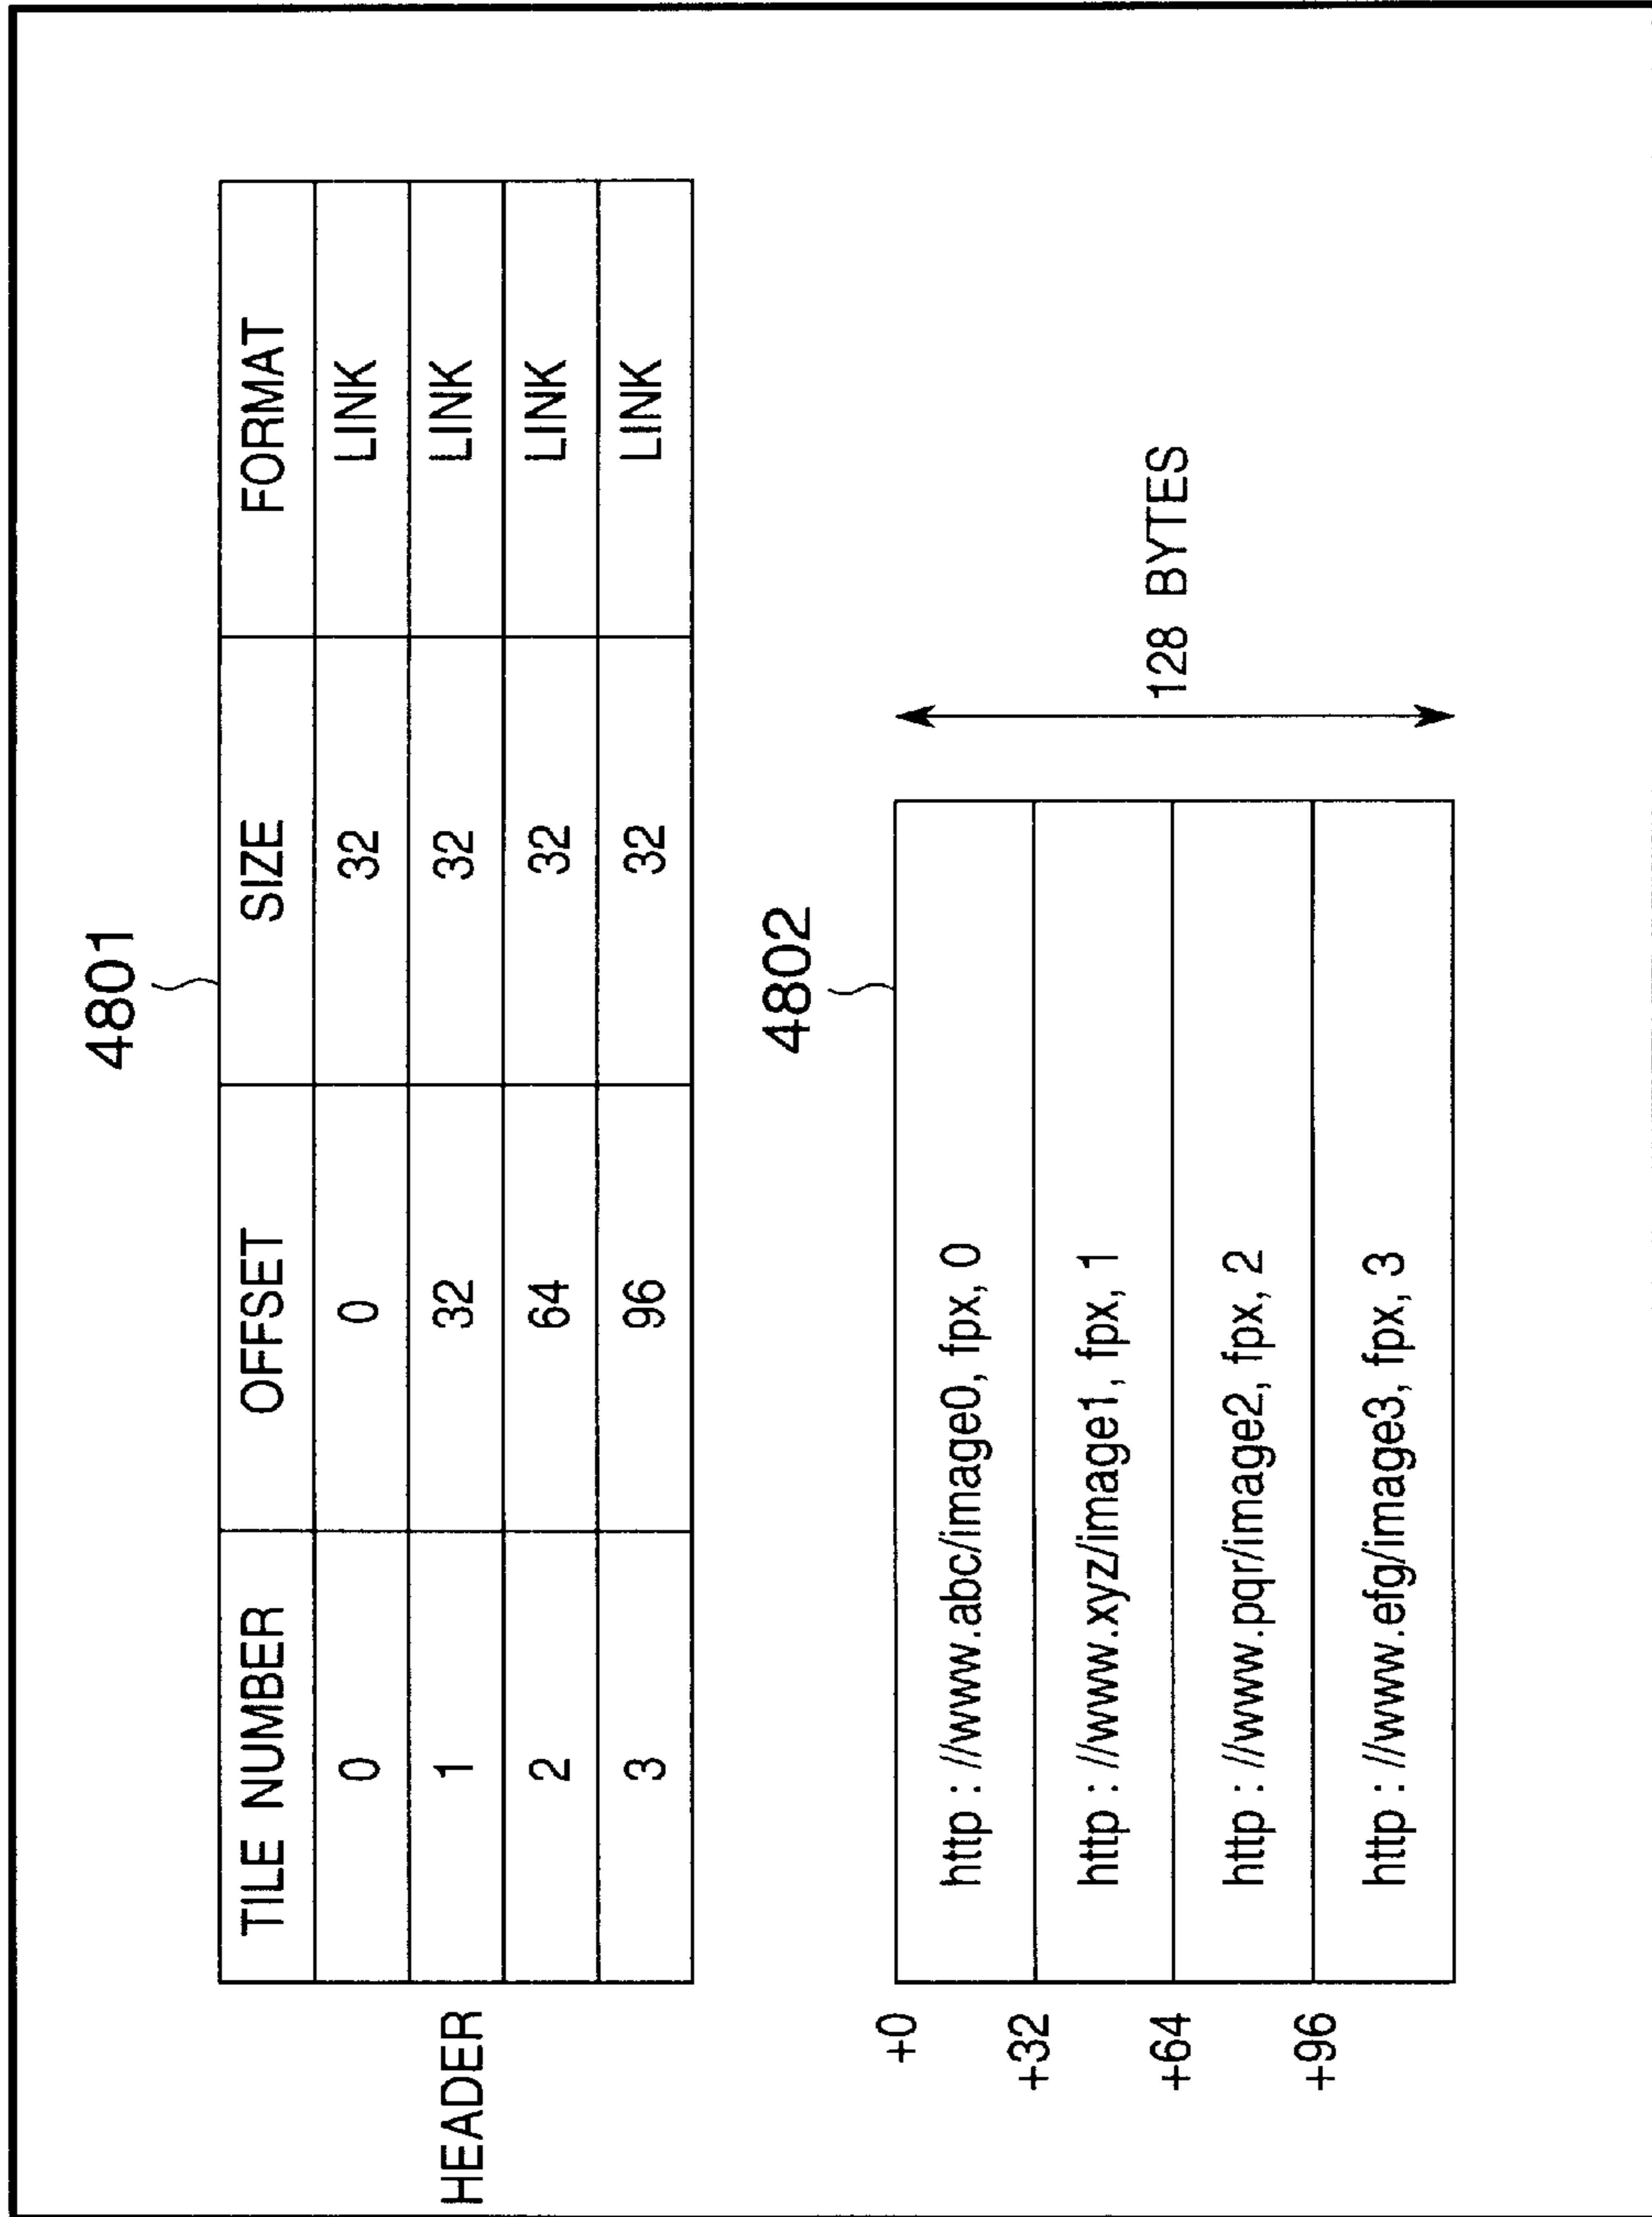 4801
TILE NUMBER OFFSET SIZE FORMAT
0 0 32 LINK
HEADER 1 32 32 LINK
2 64 32 LINK
3 96 32 LINK
4802
+0
http : //www.abc/image0, fpx, 0
+32
http : //www.xyz/image1, fpx, 1
128 BYTES
+64
http : //www.pqr/image2, fpx, 2
+96
http : //www.efg/image3, fpx, 3